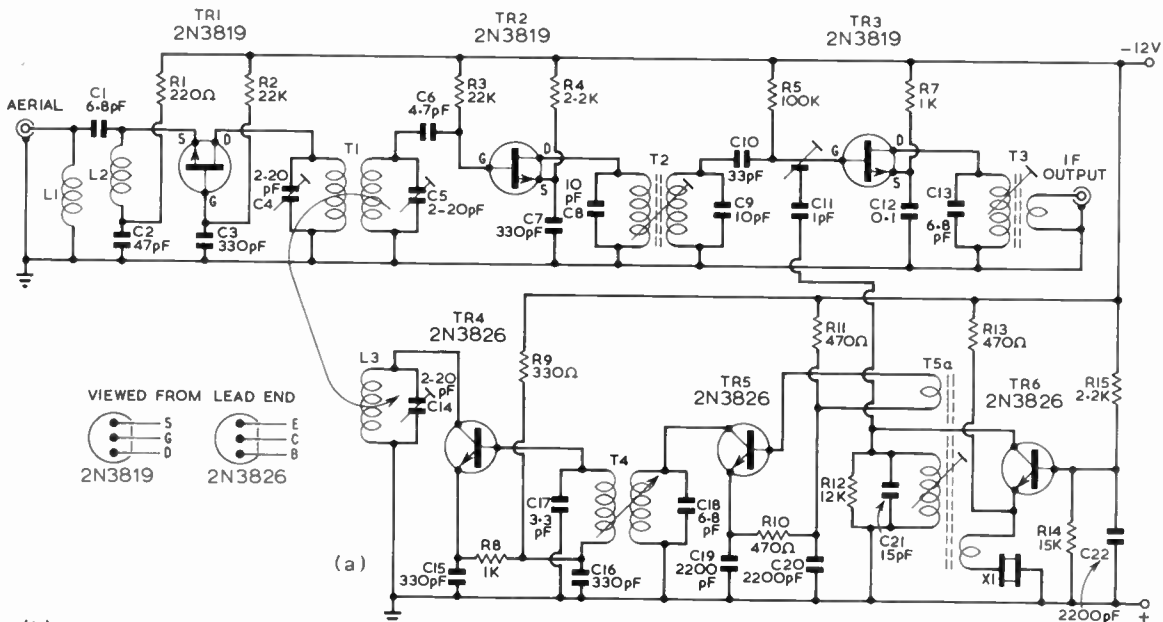 TR1
2N3819
TR2
2N3819
TR3
2N3819
-12V
AERIAL
C1
6·8pF
R1
220Ω
R2
22K
C6
4·7pF
R3
22K
R4
2·2K
R5
100K
R7
1K
S
D
G
L1
L2
2-20
pF
C4
T1
C5
2-20pF
C2
47pF
C3
330pF
G
D
S
10
pF
C8
T2
C10
33pF
C9
10pF
C7
330pF
C11
1pF
G
D
S
C12
0·1
C13
6·8
pF
T3
IF
OUTPUT
TR4
2N3826
L3
2-20
pF
C14
R9
330Ω
R11
470Ω
R13
470Ω
T5a
TR5
2N3826
TR6
2N3826
R15
2·2K
VIEWED FROM LEAD END
S
G
D
2N3819
E
C
B
2N3826
T4
C17
3·3
pF
C18
6·8
pF
R12
12K
C21
15pF
R10
470Ω
R14
15K
C22
2200pF
(a)
C15
330pF
R8
1K
C16
330pF
C19
2200
pF
C20
2200pF
X1
+